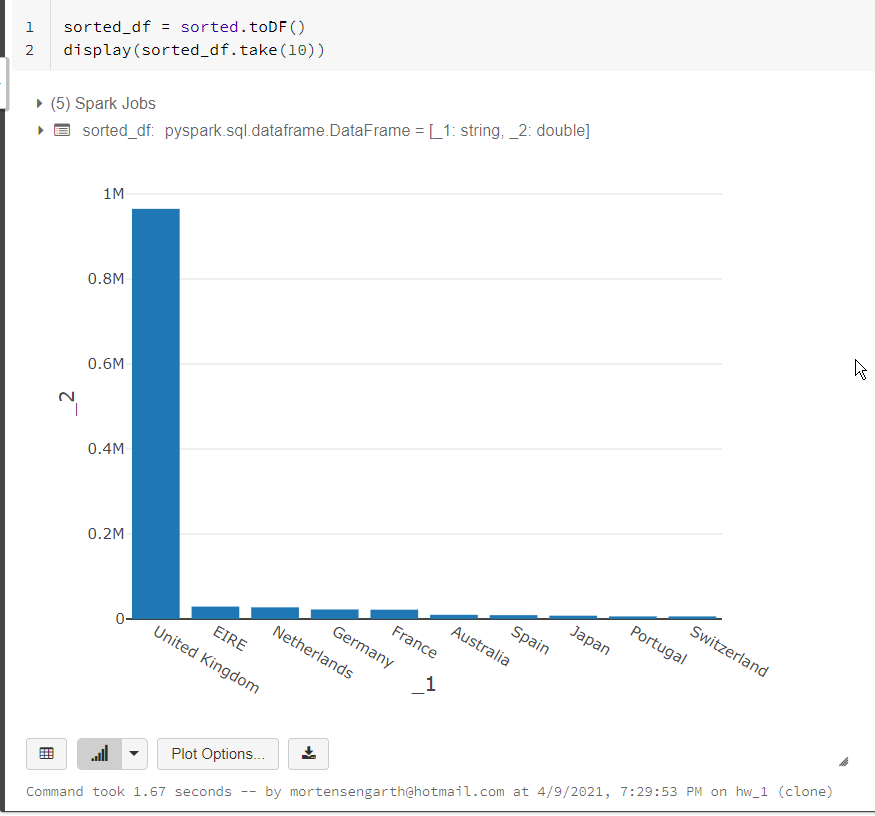 1 sorted_df = sorted.toDF()
2 display(sorted_df.take(10))
(5) Spark Jobs
sorted_df: pyspark.sql.dataframe.DataFrame = [_1: string, _2: double]
1M
0.8M
0.6M
0.4M
0.2M
0
_2
United Kingdom
EIRE
Netherlands
Germany
France
Australia
Spain
Japan
Portugal
Switzerland
_1
Plot Options...
Command took 1.67 seconds -- by mortensengarth@hotmail.com at 4/9/2021, 7:29:53 PM on hw_1 (clone)